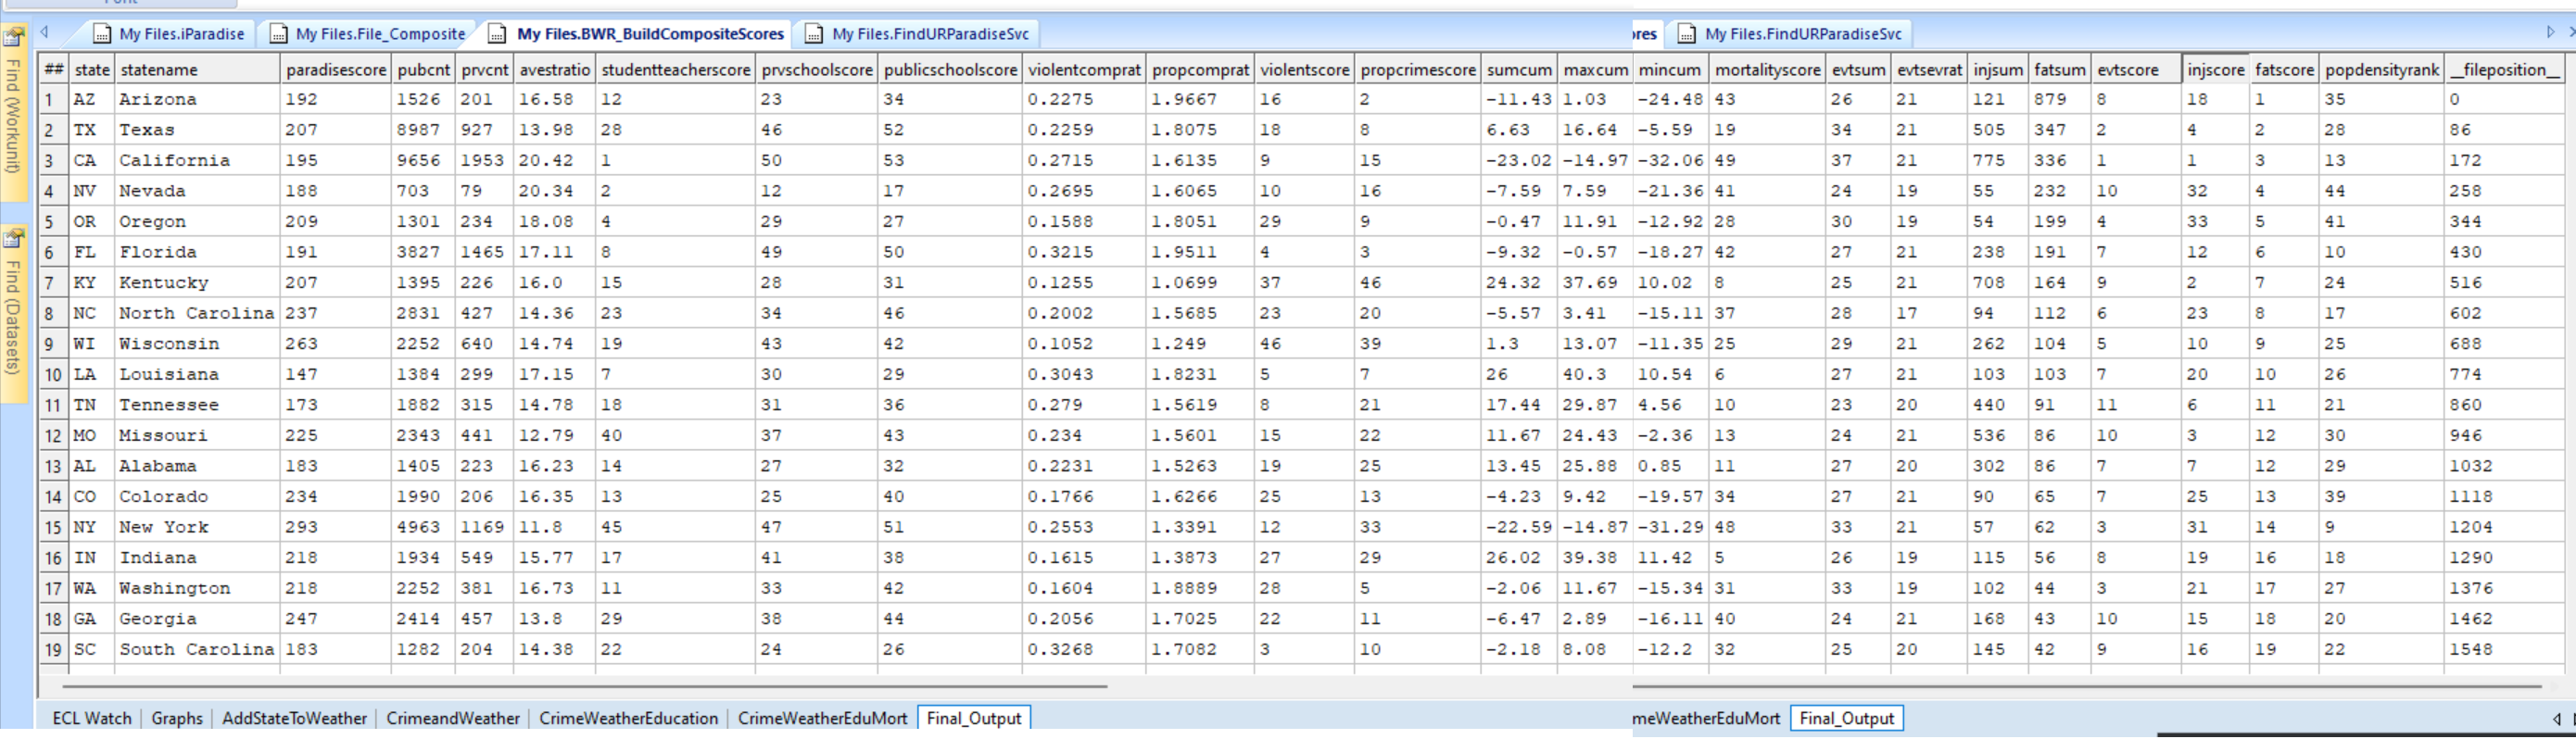 Font
My Files.iParadise My Files.File_Composite My Files.BWR_BuildCompositeScores My Files.FindURParadiseSvc res My Files.FindURParadiseSvc
Find (Workunit)
Find (Datasets)
## state statename paradisescore pubcnt prvcnt avestratio studentteacherscore prvschoolscore publicschoolscore violentcomprat propcomprat violentscore propcrimescore sumcum maxcum mincum mortalityscore evtsum evtsevrat injsum fatsum evtscore injscore fatscore popdensityrank __fileposition__
1 AZ Arizona 192 1526 201 16.58 12 23 34 0.2275 1.9667 16 2 -11.43 1.03 -24.48 43 26 21 121 879 8 18 1 35 0
2 TX Texas 207 8987 927 13.98 28 46 52 0.2259 1.8075 18 8 6.63 16.64 -5.59 19 34 21 505 347 2 4 2 28 86
3 CA California 195 9656 1953 20.42 1 50 53 0.2715 1.6135 9 15 -23.02 -14.97 -32.06 49 37 21 775 336 1 1 3 13 172
4 NV Nevada 188 703 79 20.34 2 12 17 0.2695 1.6065 10 16 -7.59 7.59 -21.36 41 24 19 55 232 10 32 4 44 258
5 OR Oregon 209 1301 234 18.08 4 29 27 0.1588 1.8051 29 9 -0.47 11.91 -12.92 28 30 19 54 199 4 33 5 41 344
6 FL Florida 191 3827 1465 17.11 8 49 50 0.3215 1.9511 4 3 -9.32 -0.57 -18.27 42 27 21 238 191 7 12 6 10 430
7 KY Kentucky 207 1395 226 16.0 15 28 31 0.1255 1.0699 37 46 24.32 37.69 10.02 8 25 21 708 164 9 2 7 24 516
8 NC North Carolina 237 2831 427 14.36 23 34 46 0.2002 1.5685 23 20 -5.57 3.41 -15.11 37 28 17 94 112 6 23 8 17 602
9 WI Wisconsin 263 2252 640 14.74 19 43 42 0.1052 1.249 46 39 1.3 13.07 -11.35 25 29 21 262 104 5 10 9 25 688
10 LA Louisiana 147 1384 299 17.15 7 30 29 0.3043 1.8231 5 7 26 40.3 10.54 6 27 21 103 103 7 20 10 26 774
11 TN Tennessee 173 1882 315 14.78 18 31 36 0.279 1.5619 8 21 17.44 29.87 4.56 10 23 20 440 91 11 6 11 21 860
12 MO Missouri 225 2343 441 12.79 40 37 43 0.234 1.5601 15 22 11.67 24.43 -2.36 13 24 21 536 86 10 3 12 30 946
13 AL Alabama 183 1405 223 16.23 14 27 32 0.2231 1.5263 19 25 13.45 25.88 0.85 11 27 20 302 86 7 7 12 29 1032
14 CO Colorado 234 1990 206 16.35 13 25 40 0.1766 1.6266 25 13 -4.23 9.42 -19.57 34 27 21 90 65 7 25 13 39 1118
15 NY New York 293 4963 1169 11.8 45 47 51 0.2553 1.3391 12 33 -22.59 -14.87 -31.29 48 33 21 57 62 3 31 14 9 1204
16 IN Indiana 218 1934 549 15.77 17 41 38 0.1615 1.3873 27 29 26.02 39.38 11.42 5 26 19 115 56 8 19 16 18 1290
17 WA Washington 218 2252 381 16.73 11 33 42 0.1604 1.8889 28 5 -2.06 11.67 -15.34 31 33 19 102 44 3 21 17 27 1376
18 GA Georgia 247 2414 457 13.8 29 38 44 0.2056 1.7025 22 11 -6.47 2.89 -16.11 40 24 21 168 43 10 15 18 20 1462
19 SC South Carolina 183 1282 204 14.38 22 24 26 0.3268 1.7082 3 10 -2.18 8.08 -12.2 32 25 20 145 42 9 16 19 22 1548
ECL Watch Graphs AddStateToWeather CrimeandWeather CrimeWeatherEducation CrimeWeatherEduMort Final_Output meWeatherEduMort Final_Output